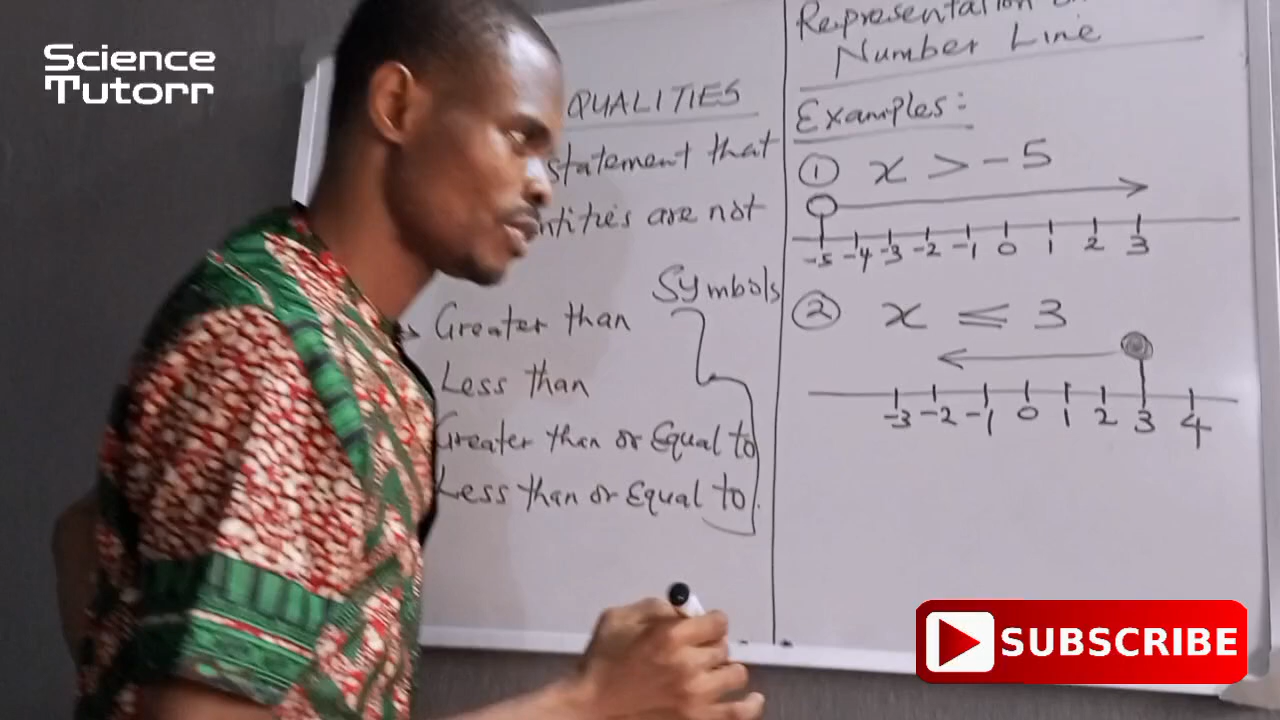 Science
Tutorr
QUALITIES
statement that
ntities are not
Symbols
Greater than
Less than
Greater than or Equal to
Less than or Equal to
Representation
Number Line
Examples:
① x > -5
-5 -4 -3 -2 -1 0 1 2 3
② x ≤ 3
-3 -2 -1 0 1 2 3 4
SUBSCRIBE